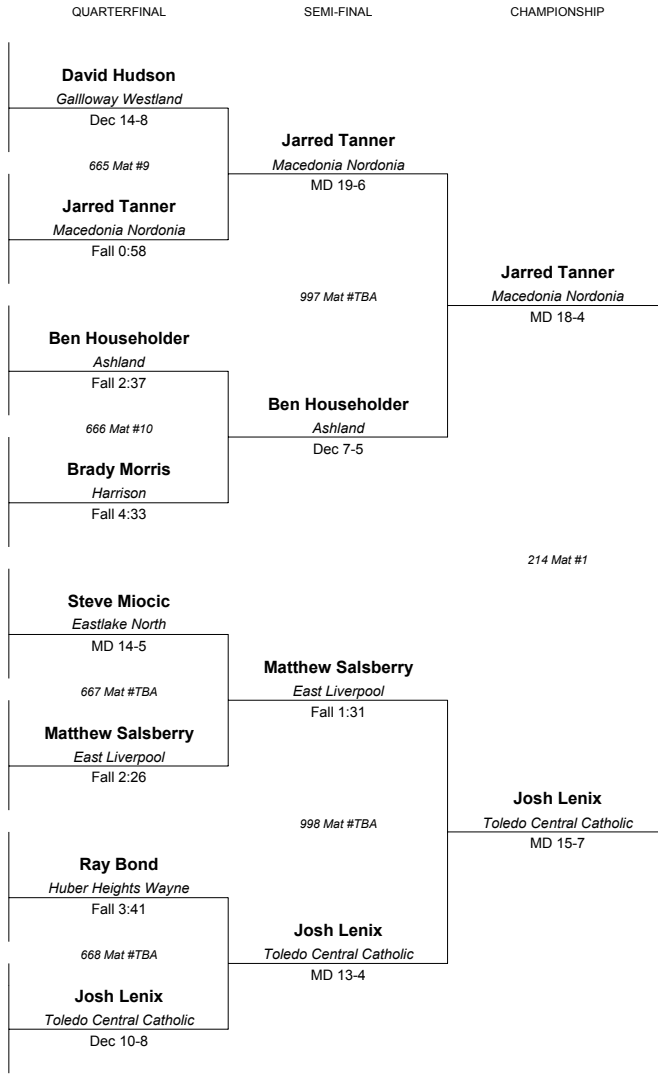 QUARTERFINAL SEMI-FINAL CHAMPIONSHIP
David Hudson
Gallloway Westland
Dec 14-8
665 Mat #9
Jarred Tanner
Macedonia Nordonia
Fall 0:58
Ben Householder
Ashland
Fall 2:37
666 Mat #10
Brady Morris
Harrison
Fall 4:33
Steve Miocic
Eastlake North
MD 14-5
667 Mat #TBA
Matthew Salsberry
East Liverpool
Fall 2:26
Ray Bond
Huber Heights Wayne
Fall 3:41
668 Mat #TBA
Josh Lenix
Toledo Central Catholic
Dec 10-8
Jarred Tanner
Macedonia Nordonia
MD 19-6
997 Mat #TBA
Ben Householder
Ashland
Dec 7-5
Matthew Salsberry
East Liverpool
Fall 1:31
998 Mat #TBA
Josh Lenix
Toledo Central Catholic
MD 13-4
Jarred Tanner
Macedonia Nordonia
MD 18-4
214 Mat #1
Josh Lenix
Toledo Central Catholic
MD 15-7